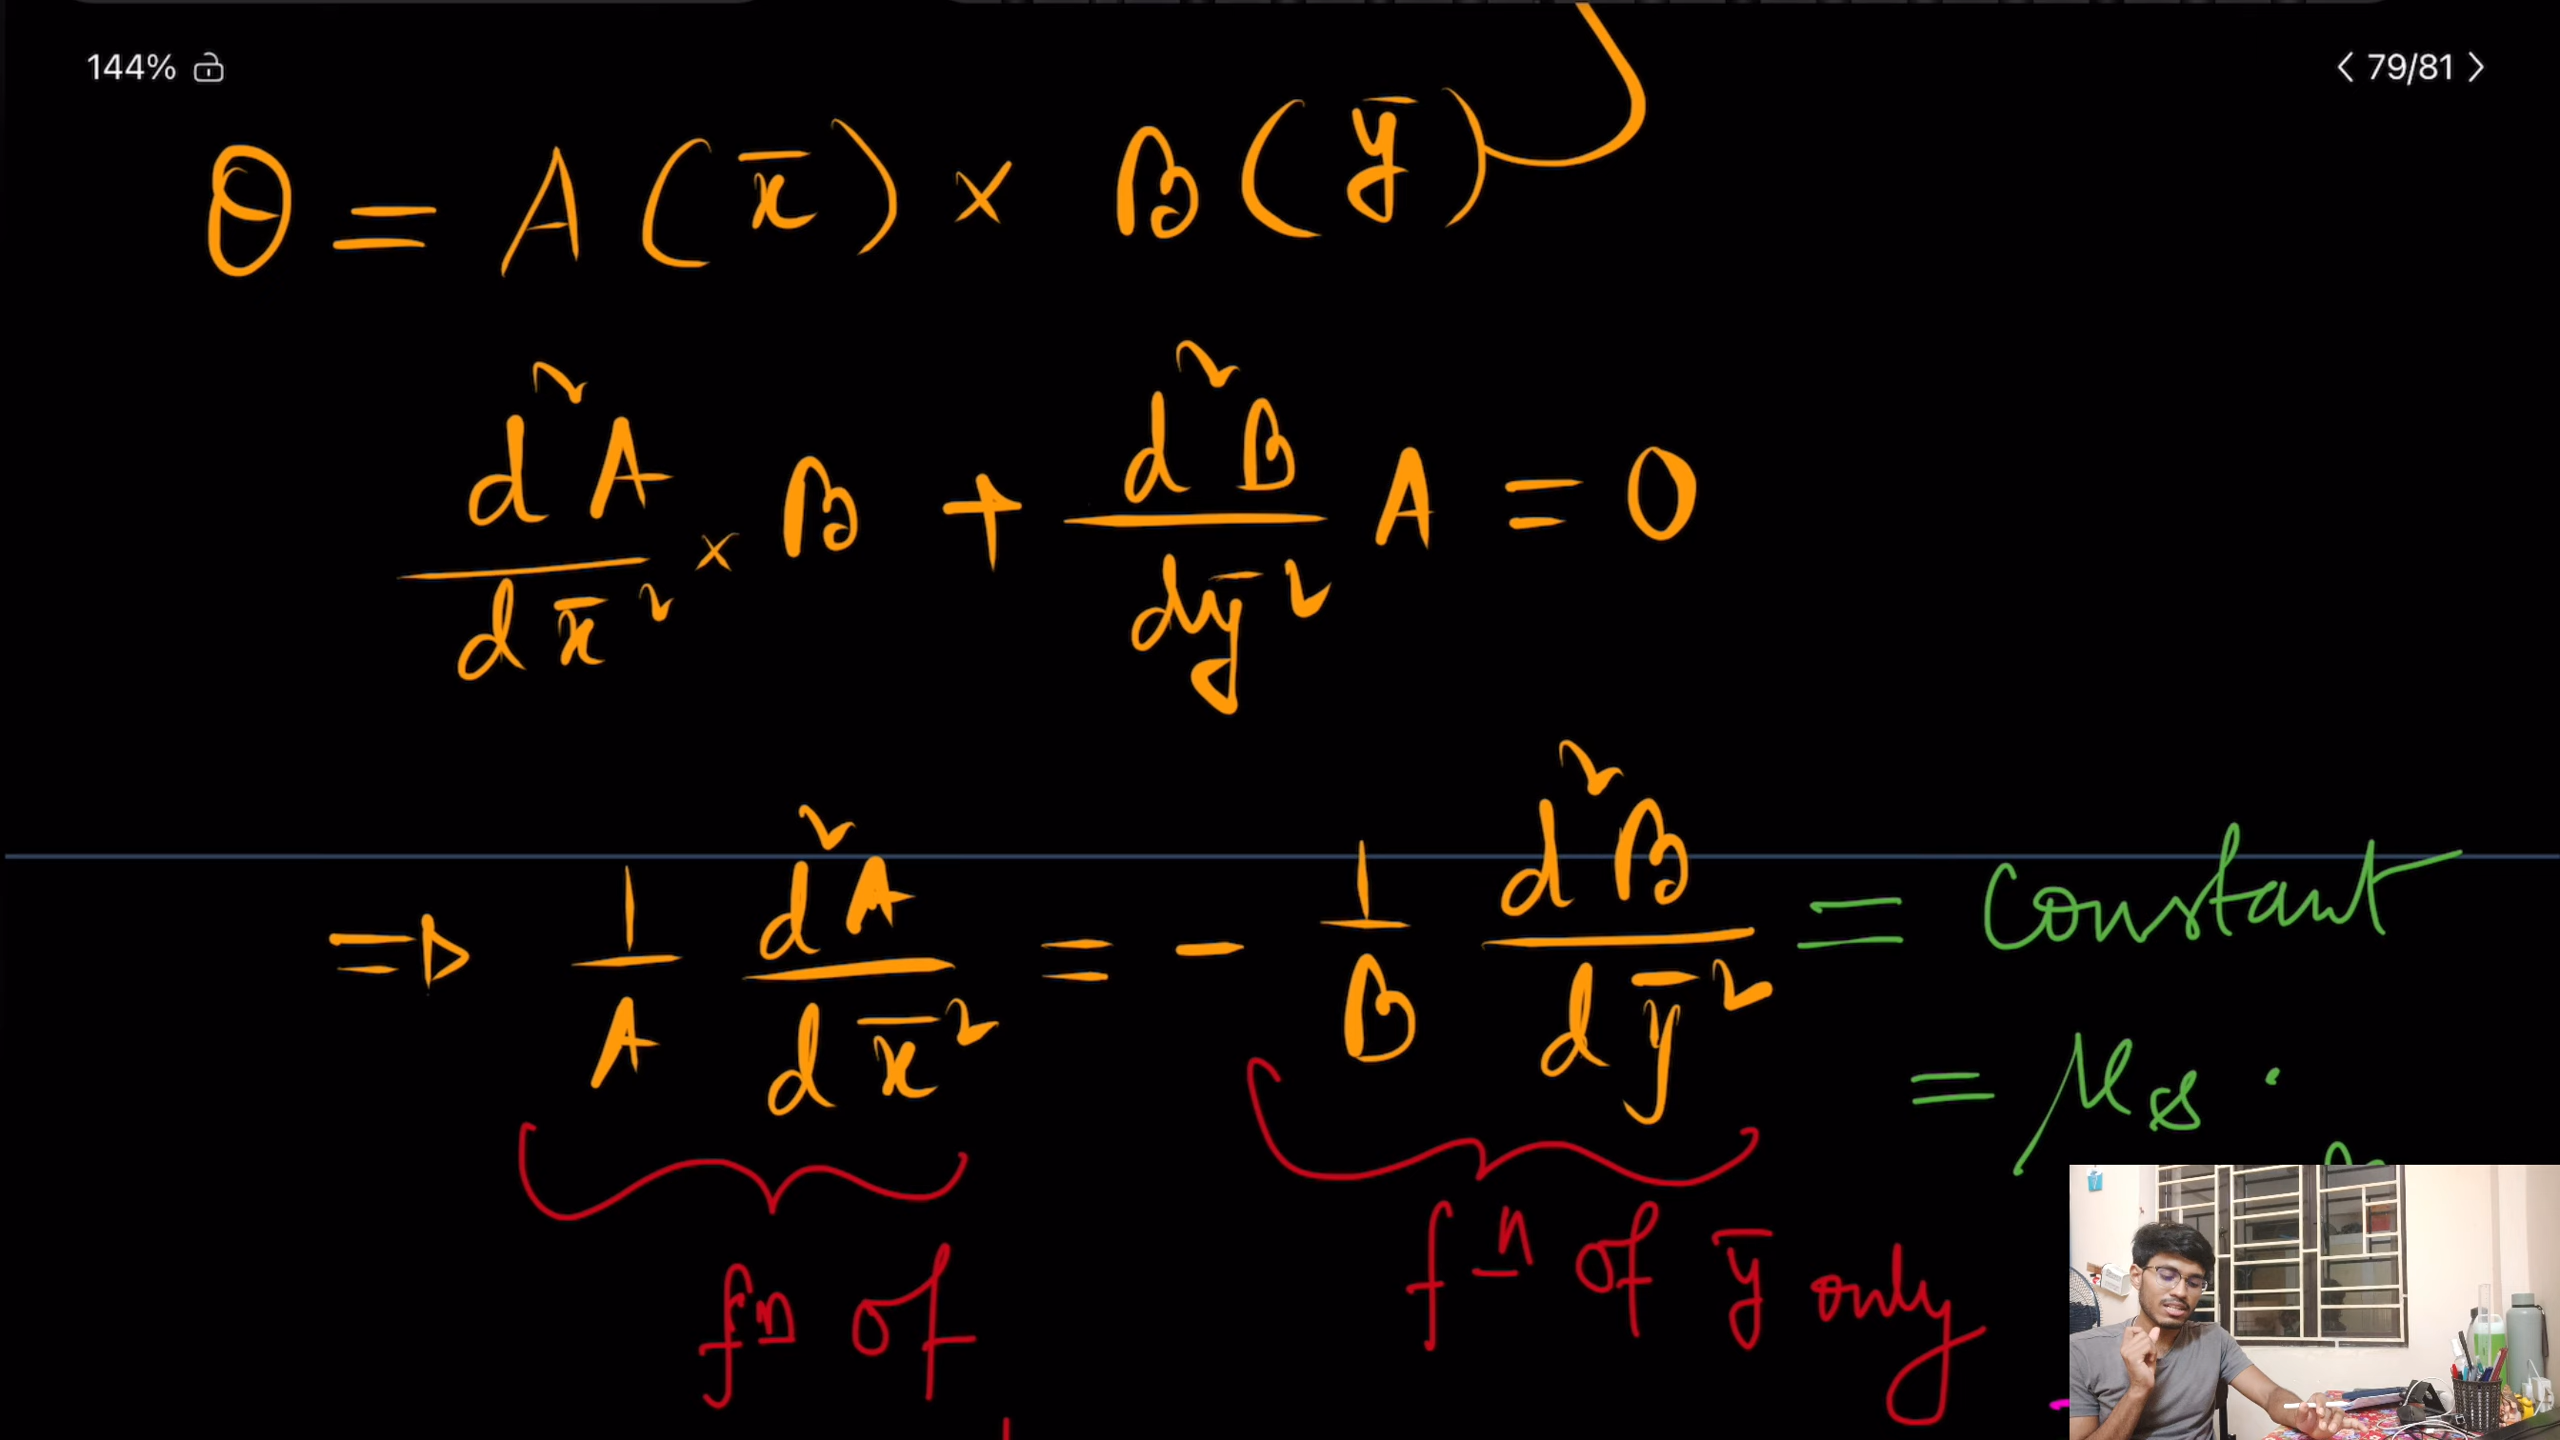 144%
< 79/81 >
θ = A(x̄) × B(ȳ)
d²A/dx̄² × B + d²B/dȳ² A = 0
⇒ 1/A d²A/dx̄² = - 1/B d²B/dȳ² = constant
= μ
fn of
fn of ȳ only